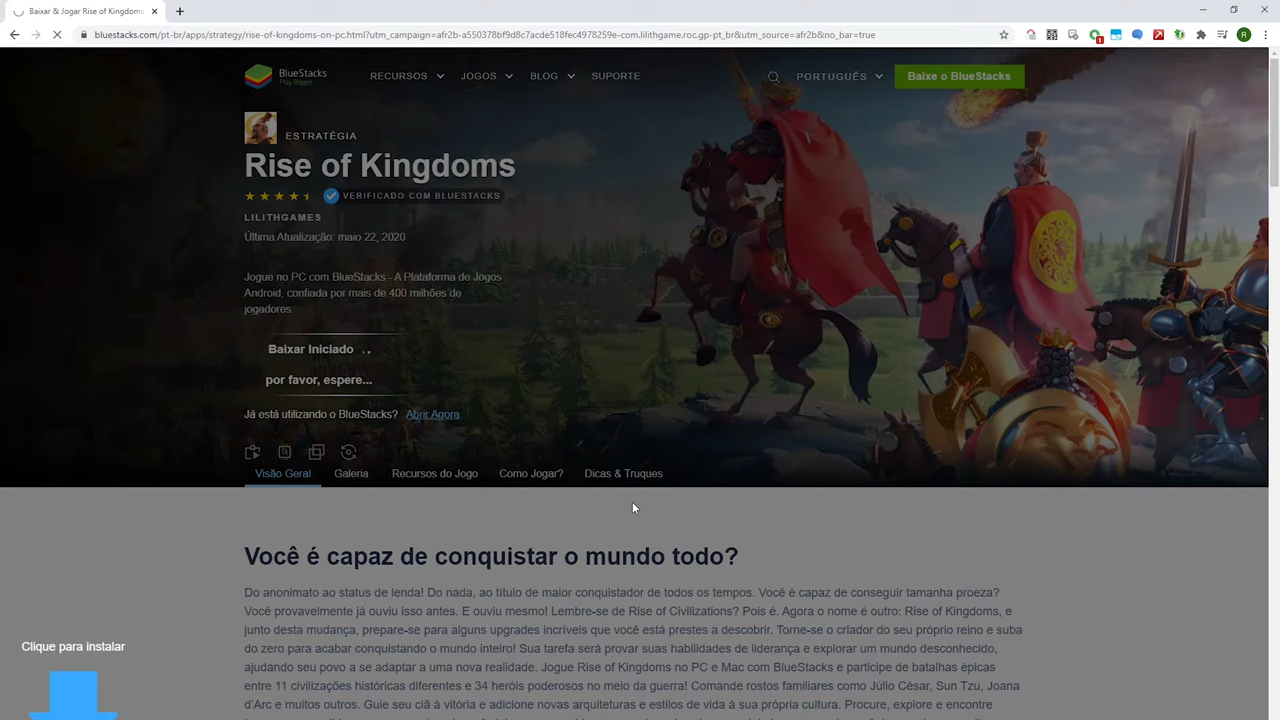 Baixar & Jogar Rise of Kingdoms
bluestacks.com/pt-br/apps/strategy/rise-of-kingdoms-on-pc.html?utm_campaign=afr2b-a550378bf9d8c7acde518fec4978259e-com.lilithgame.roc.gp-pt_br&utm_source=afr2b&no_bar=true
1
R
BlueStacks
Play Bigger
RECURSOS JOGOS BLOG SUPORTE PORTUGUÊS Baixe o BlueStacks
ESTRATÉGIA
Rise of Kingdoms
VERIFICADO COM BLUESTACKS
LILITHGAMES
Última Atualização: maio 22, 2020
Jogue no PC com BlueStacks - A Plataforma de Jogos
Android, confiada por mais de 400 milhões de
jogadores.
Baixar Iniciado ..
por favor, espere...
Já está utilizando o BlueStacks? Abrir Agora
Visão Geral Galeria Recursos do Jogo Como Jogar? Dicas & Truques
Você é capaz de conquistar o mundo todo?
Do anonimato ao status de lenda! Do nada, ao título de maior conquistador de todos os tempos. Você é capaz de conseguir tamanha proeza?
Você provavelmente já ouviu isso antes. E ouviu mesmo! Lembre-se de Rise of Civilizations? Pois é. Agora o nome é outro: Rise of Kingdoms, e
junto desta mudança, prepare-se para alguns upgrades incríveis que você está prestes a descobrir. Torne-se o criador do seu próprio reino e suba
do zero para acabar conquistando o mundo inteiro! Sua tarefa será provar suas habilidades de liderança e explorar um mundo desconhecido,
ajudando seu povo a se adaptar a uma nova realidade. Jogue Rise of Kingdoms no PC e Mac com BlueStacks e participe de batalhas épicas
entre 11 civilizações históricas diferentes e 34 heróis poderosos no meio da guerra! Comande rostos familiares como Júlio César, Sun Tzu, Joana
d'Arc e muitos outros. Guie seu clã à vitória e adicione novas arquiteturas e estilos de vida à sua própria cultura. Procure, explore e encontre
Clique para instalar